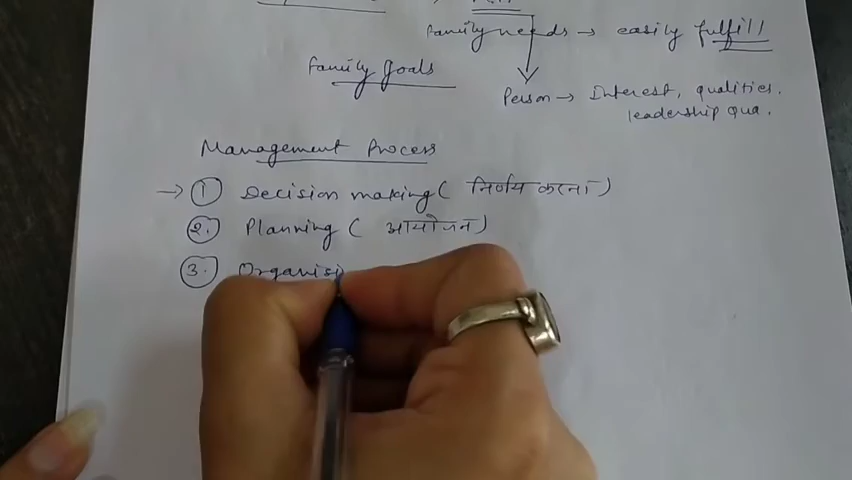 family needs → easily fulfill
family goals
Person → Interest, qualities.
leadership qua.
Management Process
→ 1 Decision making ( निर्णय करना )
2. Planning ( आयोजन )
3. Organisi